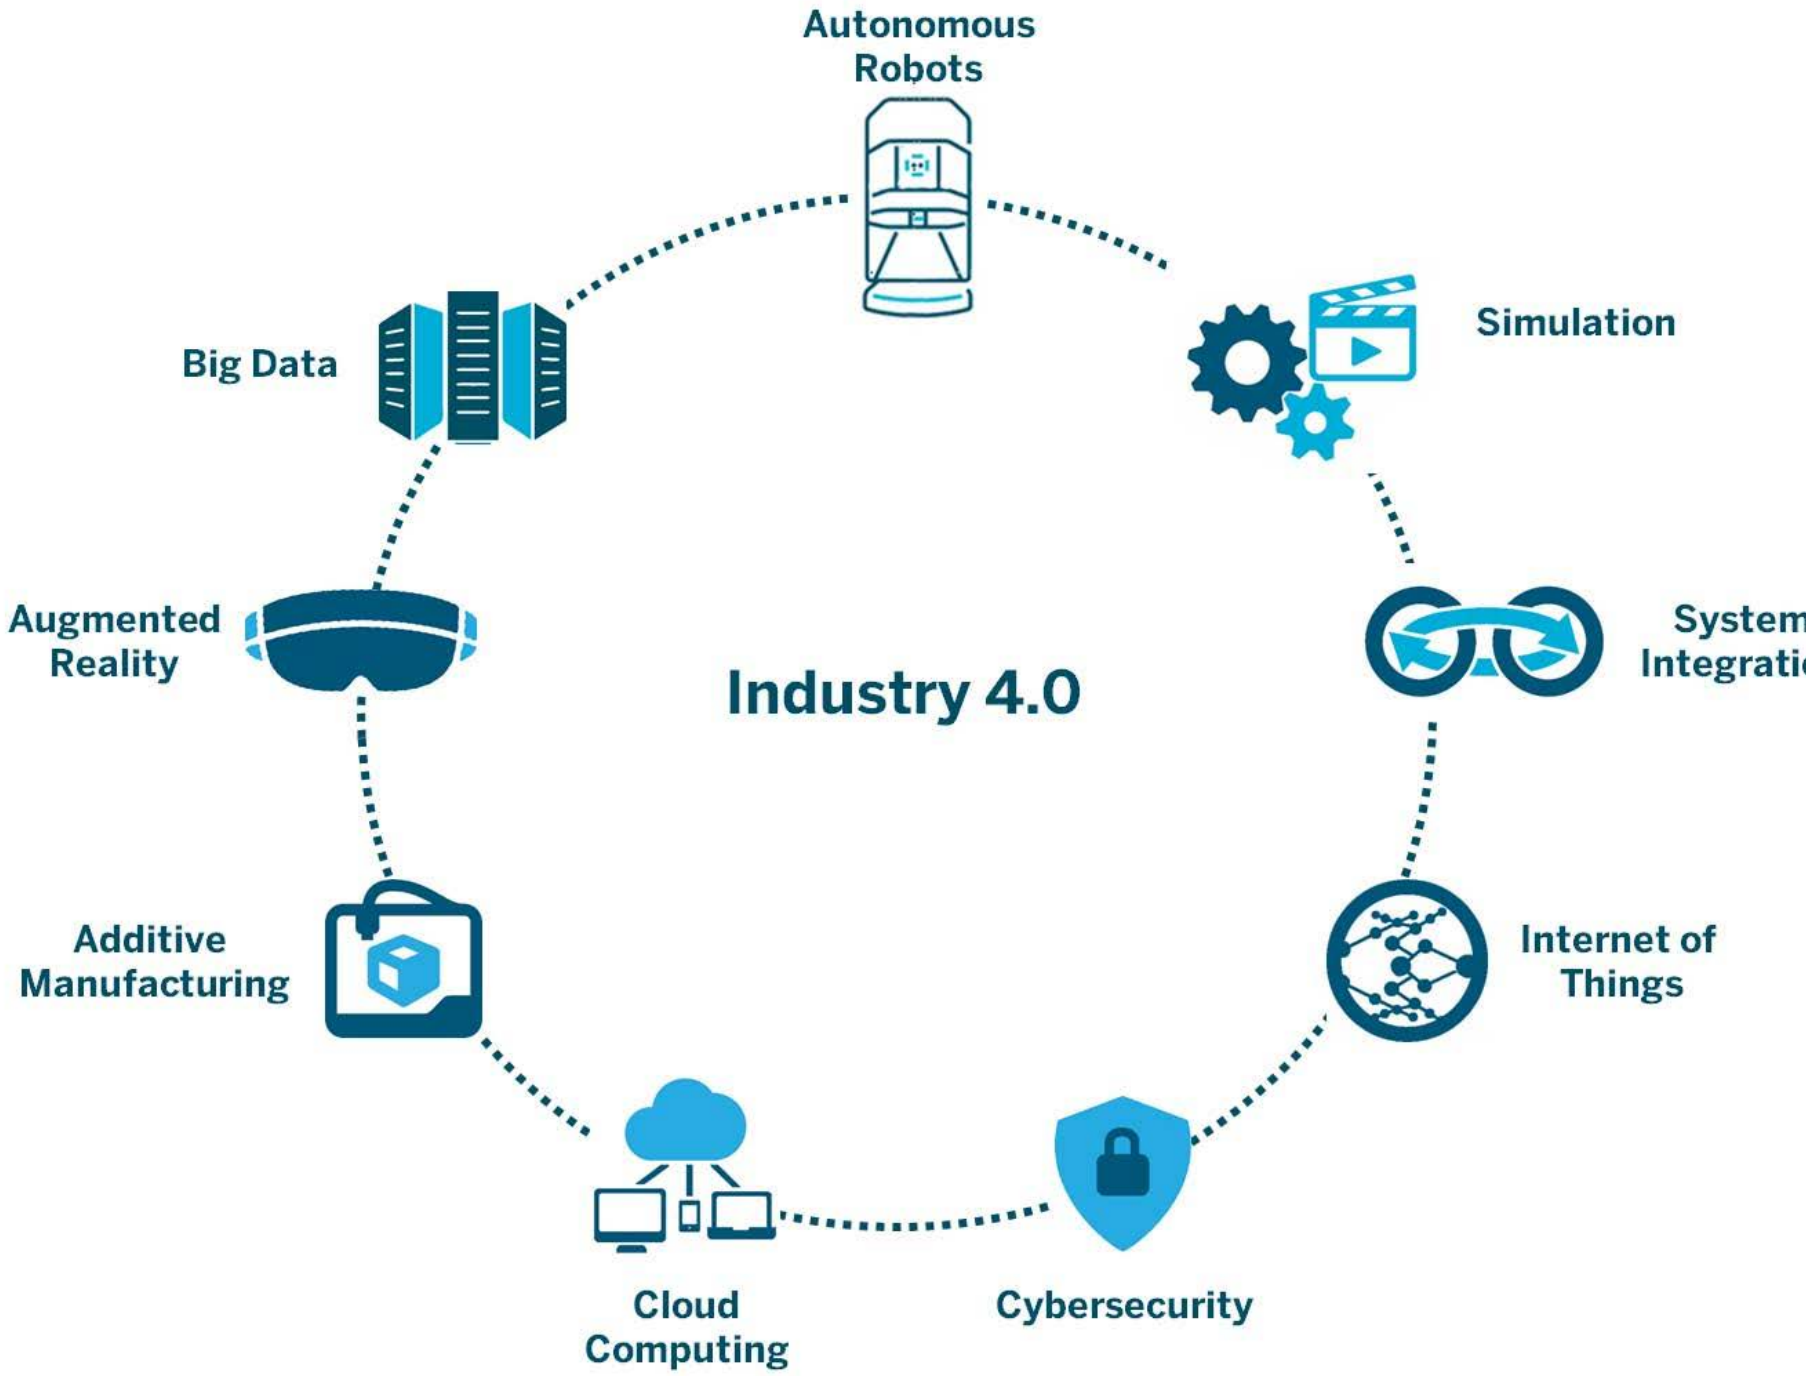 Autonomous
Robots
Simulation
Big Data
System
Integratio
Augmented
Reality
Industry 4.0
Internet of
Things
Additive
Manufacturing
Cloud
Computing
Cybersecurity